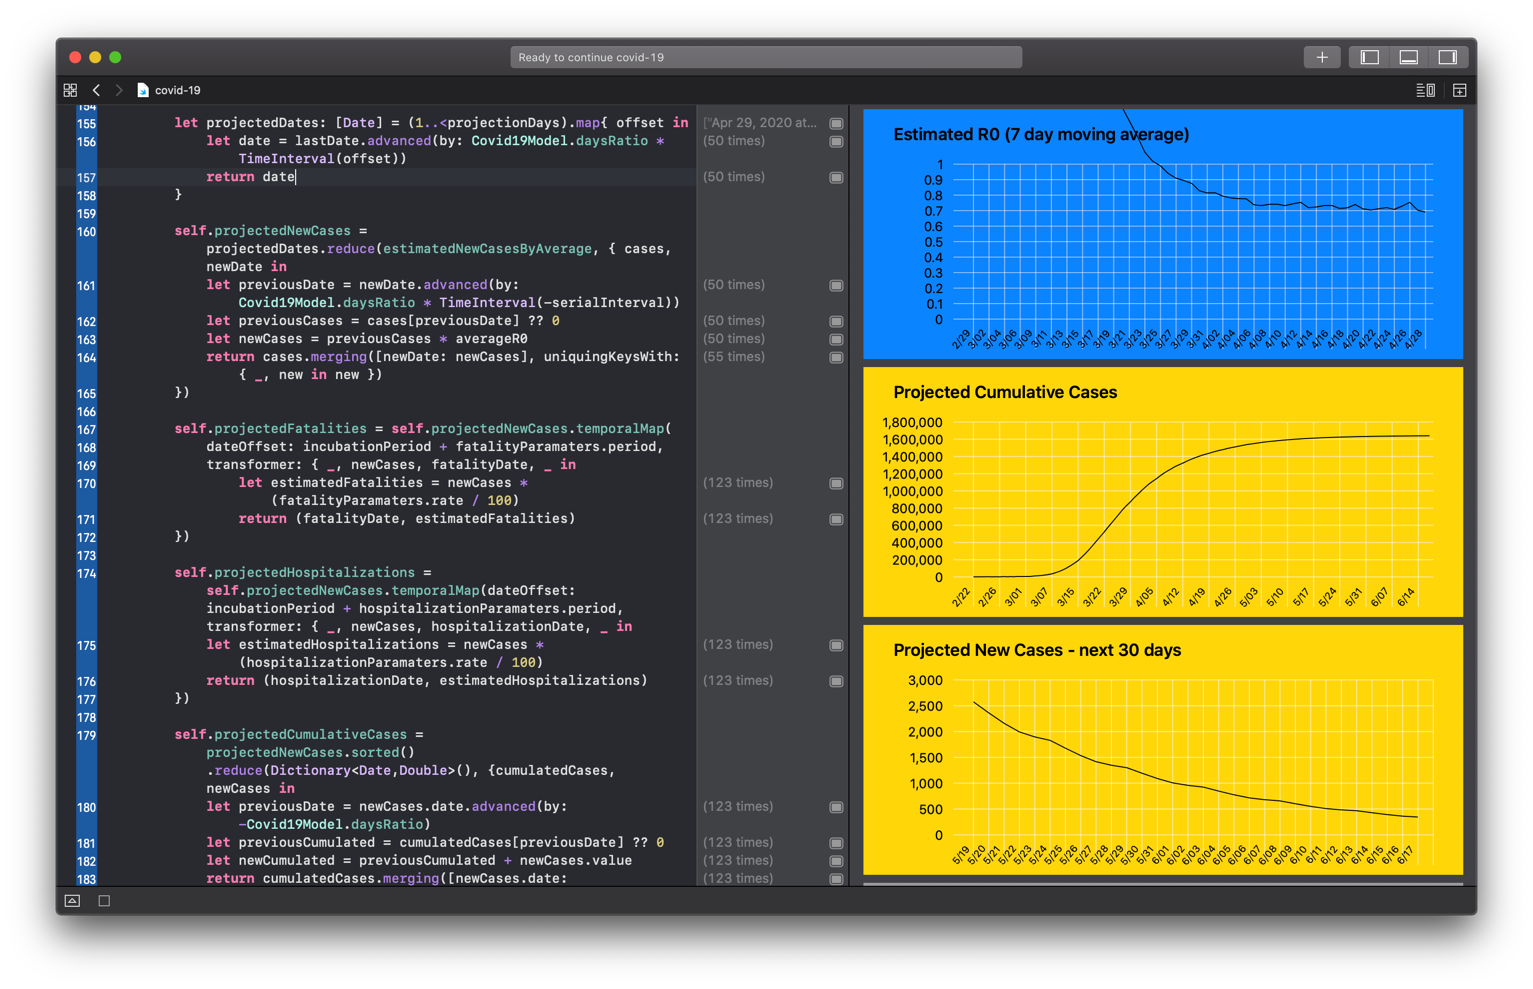 Ready to continue covid-19
covid-19
154
155 let projectedDates: [Date] = (1..<projectionDays).map{ offset in
156 let date = lastDate.advanced(by: Covid19Model.daysRatio *
TimeInterval(offset))
157 return date
158 }
159
160 self.projectedNewCases =
projectedDates.reduce(estimatedNewCasesByAverage, { cases,
newDate in
161 let previousDate = newDate.advanced(by:
Covid19Model.daysRatio * TimeInterval(-serialInterval))
162 let previousCases = cases[previousDate] ?? 0
163 let newCases = previousCases * averageR0
164 return cases.merging([newDate: newCases], uniquingKeysWith:
{ _, new in new })
165 })
166
167 self.projectedFatalities = self.projectedNewCases.temporalMap(
168 dateOffset: incubationPeriod + fatalityParamaters.period,
169 transformer: { _, newCases, fatalityDate, _ in
170 let estimatedFatalities = newCases *
(fatalityParamaters.rate / 100)
171 return (fatalityDate, estimatedFatalities)
172 })
173
174 self.projectedHospitalizations =
self.projectedNewCases.temporalMap(dateOffset:
incubationPeriod + hospitalizationParamaters.period,
transformer: { _, newCases, hospitalizationDate, _ in
175 let estimatedHospitalizations = newCases *
(hospitalizationParamaters.rate / 100)
176 return (hospitalizationDate, estimatedHospitalizations)
177 })
178
179 self.projectedCumulativeCases =
projectedNewCases.sorted()
.reduce(Dictionary<Date,Double>(), {cumulatedCases,
newCases in
180 let previousDate = newCases.date.advanced(by:
-Covid19Model.daysRatio)
181 let previousCumulated = cumulatedCases[previousDate] ?? 0
182 let newCumulated = previousCumulated + newCases.value
183 return cumulatedCases.merging([newCases.date:
["Apr 29, 2020 at...
(50 times)
(50 times)
(50 times)
(50 times)
(50 times)
(55 times)
(123 times)
(123 times)
(123 times)
(123 times)
(123 times)
(123 times)
(123 times)
(123 times)
Estimated R0 (7 day moving average)
1
0.9
0.8
0.7
0.6
0.5
0.4
0.3
0.2
0.1
0
2/29 3/02 3/04 3/06 3/09 3/11 3/13 3/15 3/17 3/19 3/21 3/23 3/25 3/27 3/29 3/31 4/02 4/04 4/06 4/08 4/10 4/12 4/14 4/16 4/18 4/20 4/22 4/24 4/26 4/28
Projected Cumulative Cases
1,800,000
1,600,000
1,400,000
1,200,000
1,000,000
800,000
600,000
400,000
200,000
0
2/22 2/26 3/01 3/07 3/15 3/22 3/29 4/05 4/12 4/19 4/26 5/03 5/10 5/17 5/24 5/31 6/07 6/14
Projected New Cases - next 30 days
3,000
2,500
2,000
1,500
1,000
500
0
5/19 5/20 5/21 5/22 5/23 5/24 5/25 5/26 5/27 5/28 5/29 5/30 5/31 6/01 6/02 6/03 6/04 6/05 6/06 6/07 6/08 6/09 6/10 6/11 6/12 6/13 6/14 6/15 6/16 6/17